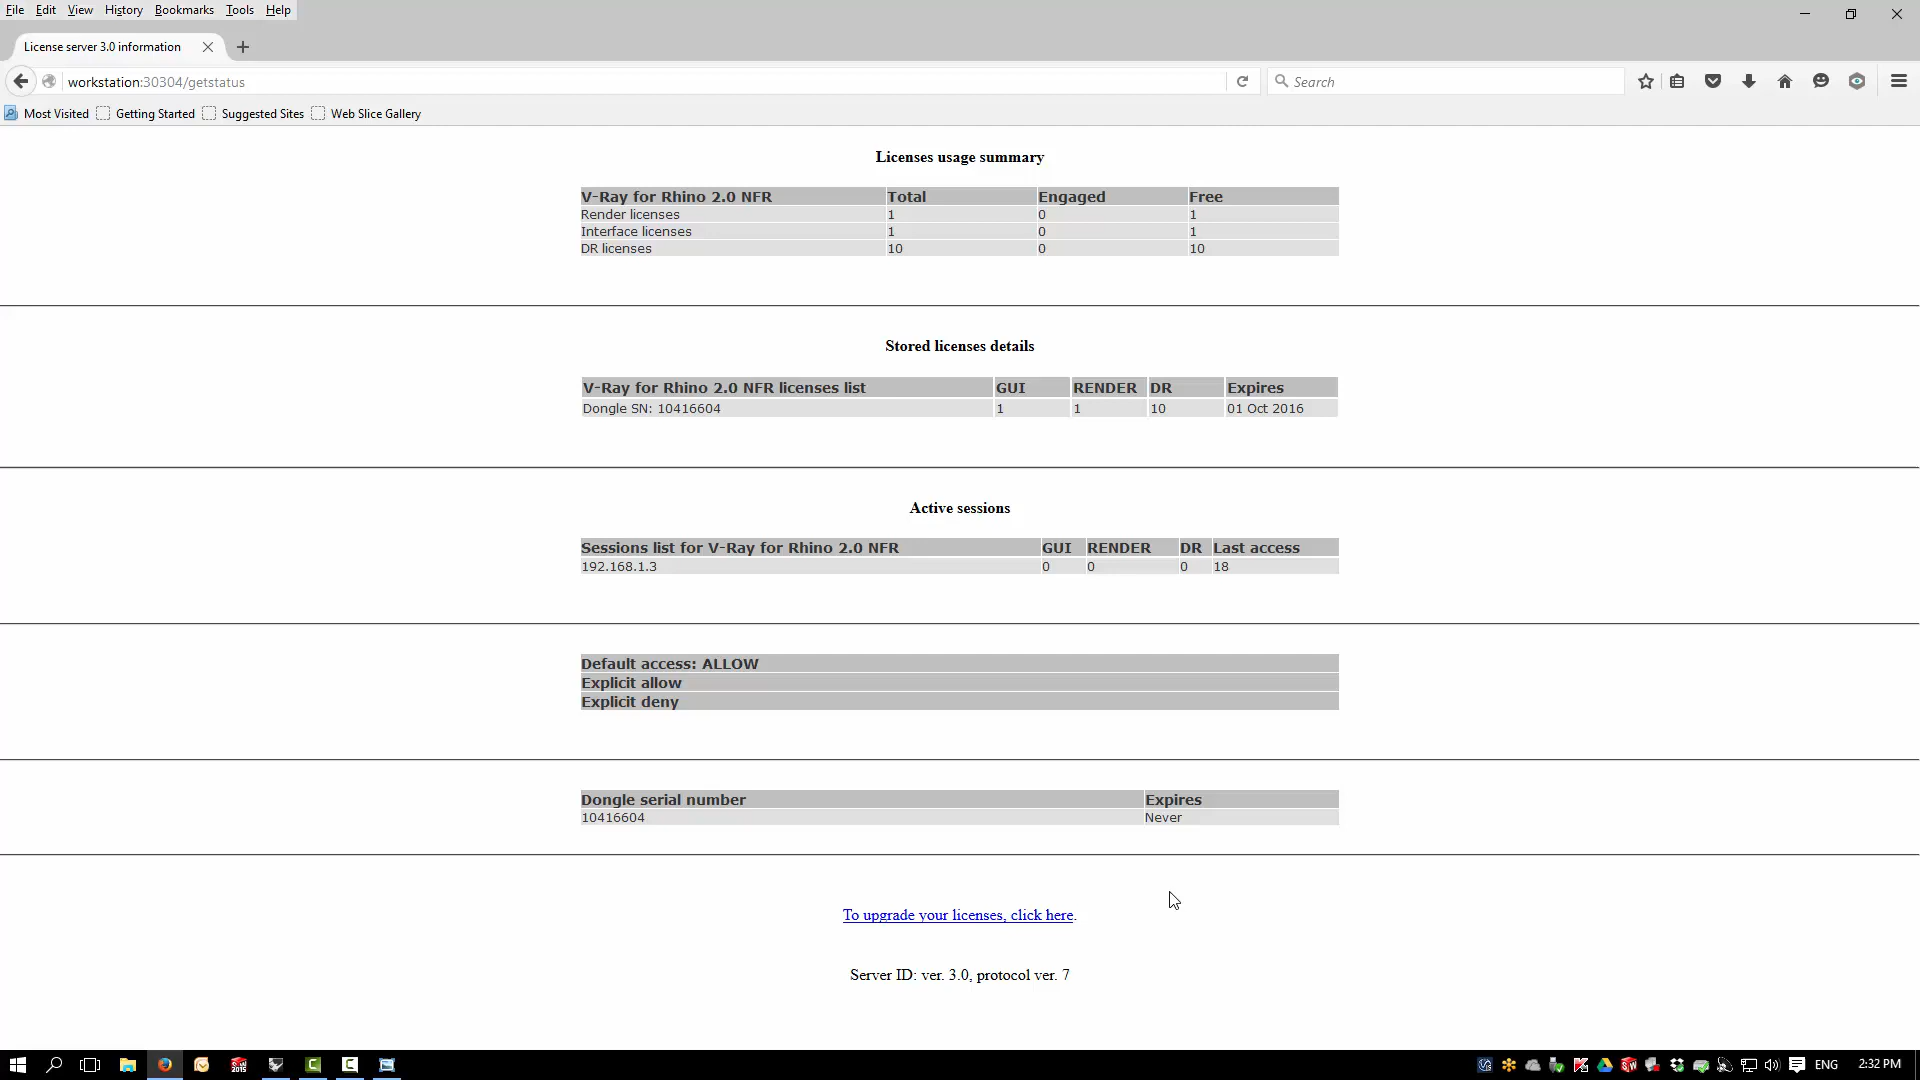 File Edit View History Bookmarks Tools Help
License server 3.0 information
workstation:30304/getstatus
Search
Most Visited Getting Started Suggested Sites Web Slice Gallery
Licenses usage summary
V-Ray for Rhino 2.0 NFR Total Engaged Free
Render licenses 1 0 1
Interface licenses 1 0 1
DR licenses 10 0 10
Stored licenses details
V-Ray for Rhino 2.0 NFR licenses list GUI RENDER DR Expires
Dongle SN: 10416604 1 1 10 01 Oct 2016
Active sessions
Sessions list for V-Ray for Rhino 2.0 NFR GUI RENDER DR Last access
192.168.1.3 0 0 0 18
Default access: ALLOW
Explicit allow
Explicit deny
Dongle serial number Expires
10416604 Never
To upgrade your licenses, click here.
Server ID: ver. 3.0, protocol ver. 7
ENG 2:32 PM